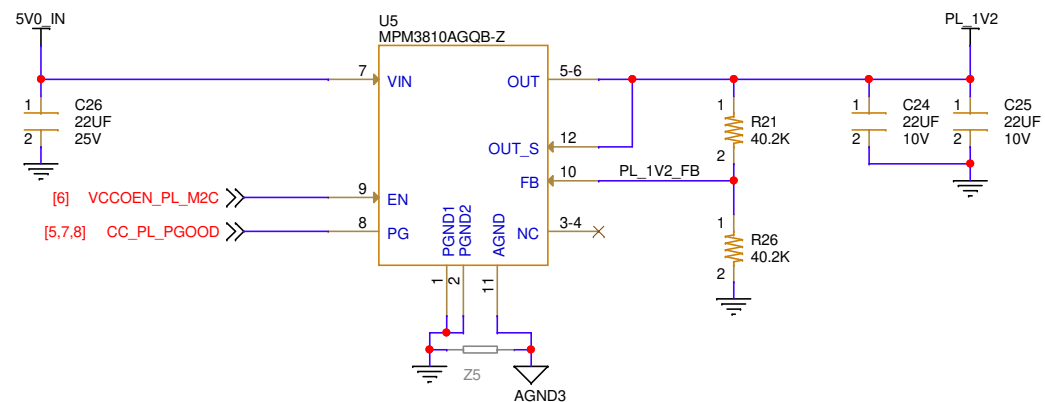 5V0_IN
U5
MPM3810AGQB-Z
PL_1V2
7
VIN
OUT
5-6
1
C26
22UF
25V
2
1
R21
40.2K
2
1
C24
22UF
10V
2
1
C25
22UF
10V
2
OUT_S
12
FB
10
PL_1V2_FB
[6] VCCOEN_PL_M2C
9
EN
[5,7,8] CC_PL_PGOOD
8
PG
NC
3-4
PGND1
PGND2
AGND
1
2
11
1
R26
40.2K
2
Z5
AGND3